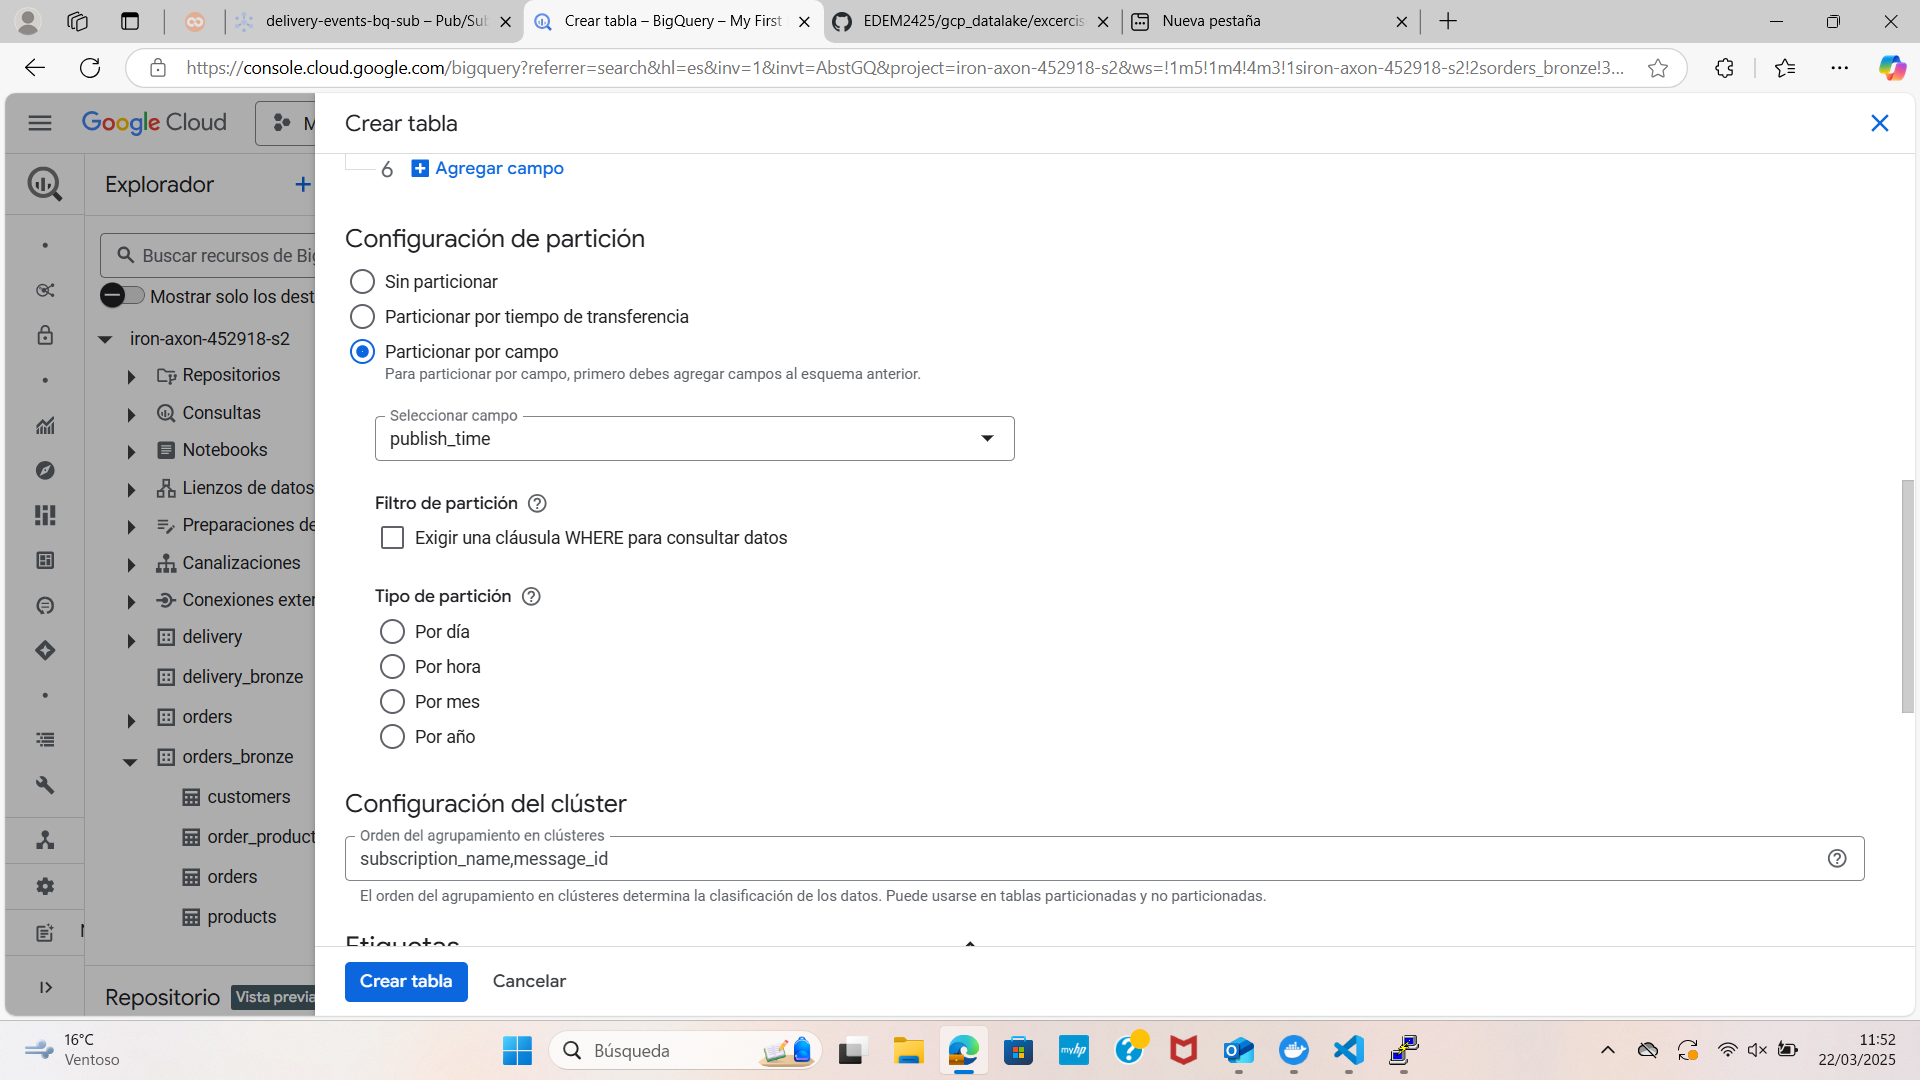 delivery-events-bq-sub – Pub/Sub
Crear tabla – BigQuery – My First
EDEM2425/gcp_datalake/excercis
Nueva pestaña
https://console.cloud.google.com/bigquery?referrer=search&hl=es&inv=1&invt=AbstGQ&project=iron-axon-452918-s2&ws=!1m5!1m4!4m3!1siron-axon-452918-s2!2sorders_bronze!3...
Google Cloud
M
Crear tabla
Explorador
Buscar recursos de Big
Mostrar solo los dest
iron-axon-452918-s2
Repositorios
Consultas
Notebooks
Lienzos de datos
Preparaciones de
Canalizaciones
Conexiones exter
delivery
delivery_bronze
orders
orders_bronze
customers
order_product
orders
products
Repositorio
Vista previa
6
Agregar campo
Configuración de partición
Sin particionar
Particionar por tiempo de transferencia
Particionar por campo
Para particionar por campo, primero debes agregar campos al esquema anterior.
Seleccionar campo
publish_time
Filtro de partición
Exigir una cláusula WHERE para consultar datos
Tipo de partición
Por día
Por hora
Por mes
Por año
Configuración del clúster
Orden del agrupamiento en clústeres
subscription_name,message_id
El orden del agrupamiento en clústeres determina la clasificación de los datos. Puede usarse en tablas particionadas y no particionadas.
Etiquetas
Crear tabla
Cancelar
16°C
Ventoso
Búsqueda
myhp
11:52
22/03/2025